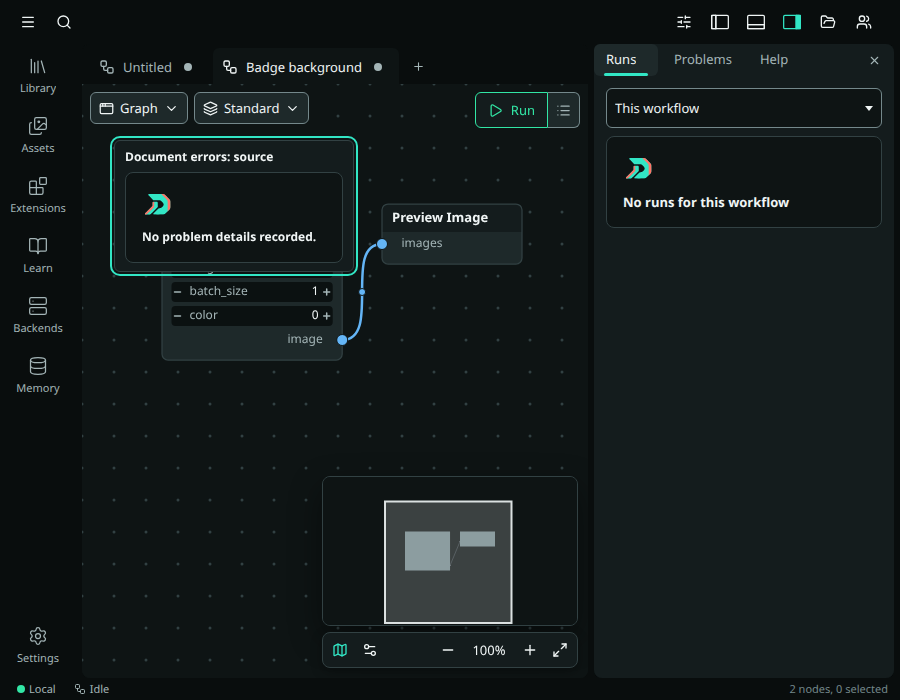 Untitled
Badge background
Runs
Problems
Help
Library
Assets
Extensions
Learn
Backends
Memory
Settings
Graph
Standard
Run
This workflow
No runs for this workflow
Document errors: source
No problem details recorded.
Preview Image
images
batch_size
1
color
0
image
100%
Local
Idle
2 nodes, 0 selected